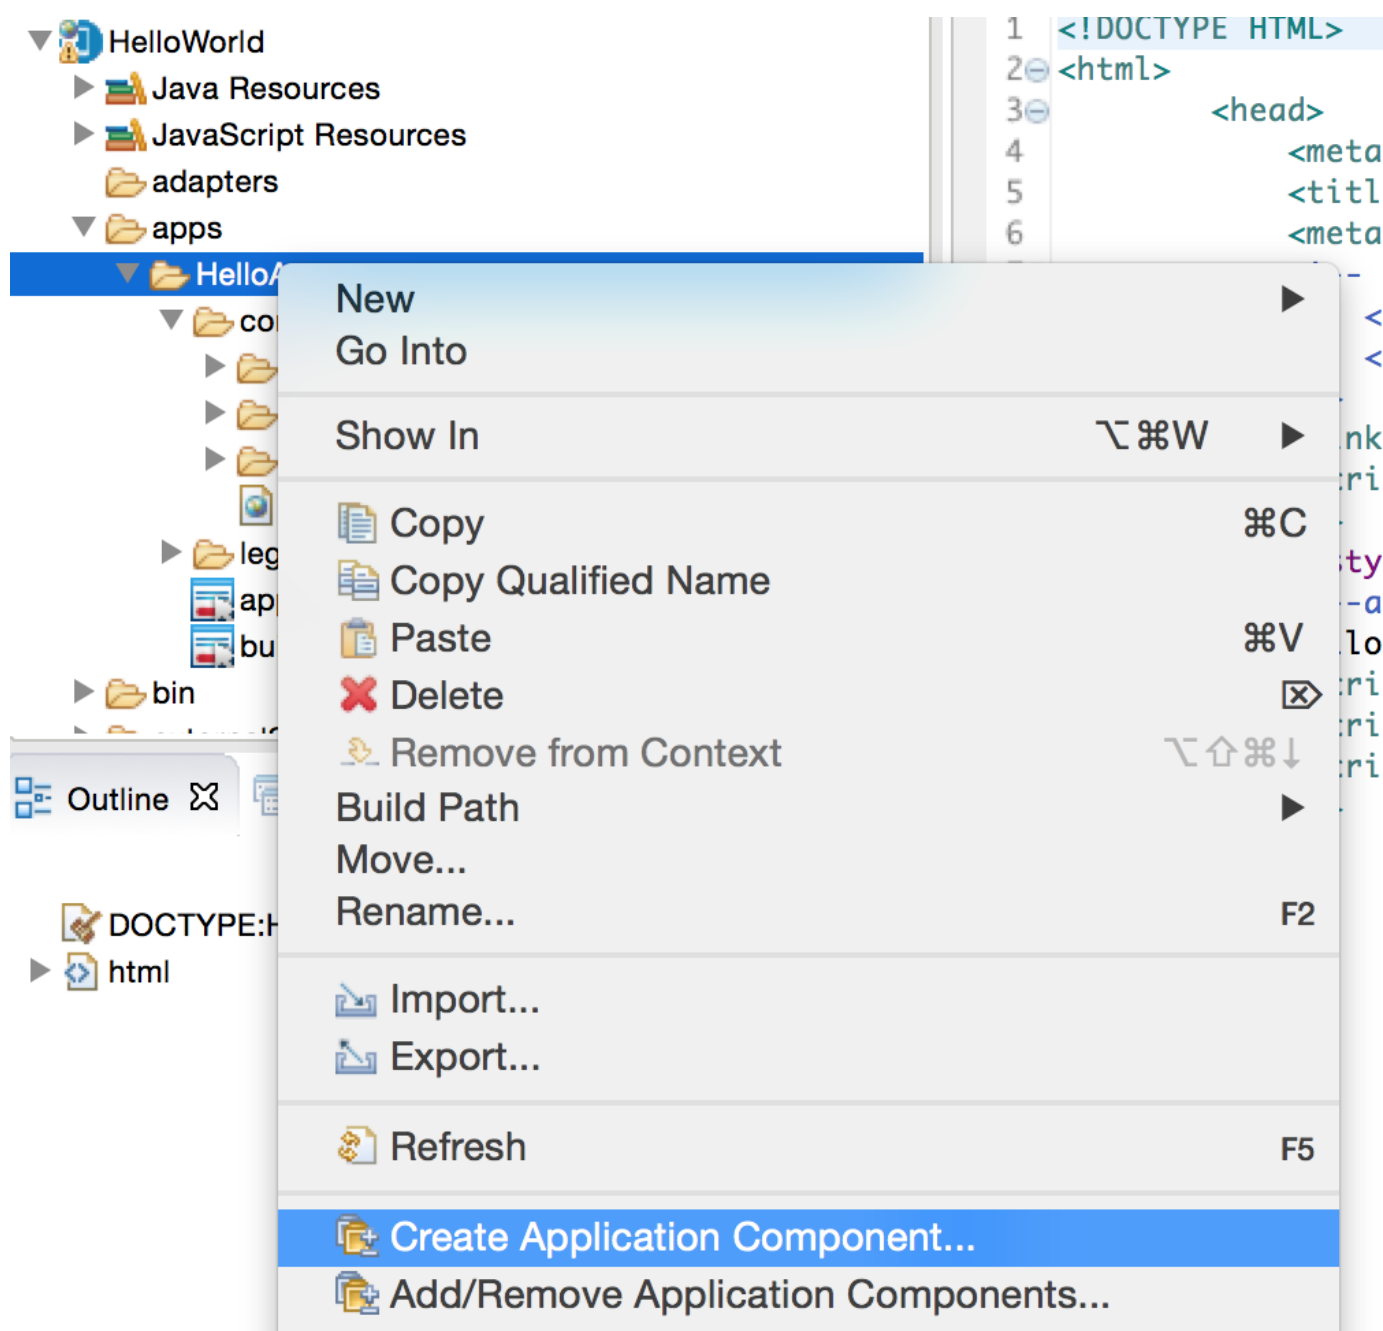 HelloWorld
Java Resources
JavaScript Resources
adapters
apps
bin
Outline
html
1 <!DOCTYPE HTML>
2 <html>
3 <head>
4 <meta
5 <titl
6 <meta
New
Go Into
Show In ⌥⌘W
Copy ⌘C
Copy Qualified Name
Paste ⌘V
Delete ⌦
Remove from Context ⌥⇧⌘↓
Build Path
Move...
Rename... F2
Import...
Export...
Refresh F5
Create Application Component...
Add/Remove Application Components...